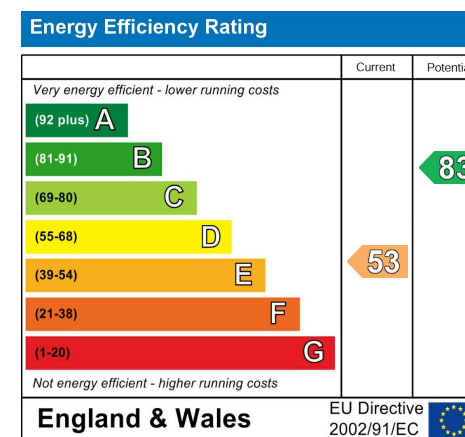 Energy Efficiency Rating
Current Potentia
Very energy efficient - lower running costs
(92 plus) A
(81-91) B
83
(69-80) C
(55-68) D
(39-54) E
53
(21-38) F
(1-20) G
Not energy efficient - higher running costs
England & Wales
EU Directive
2002/91/EC